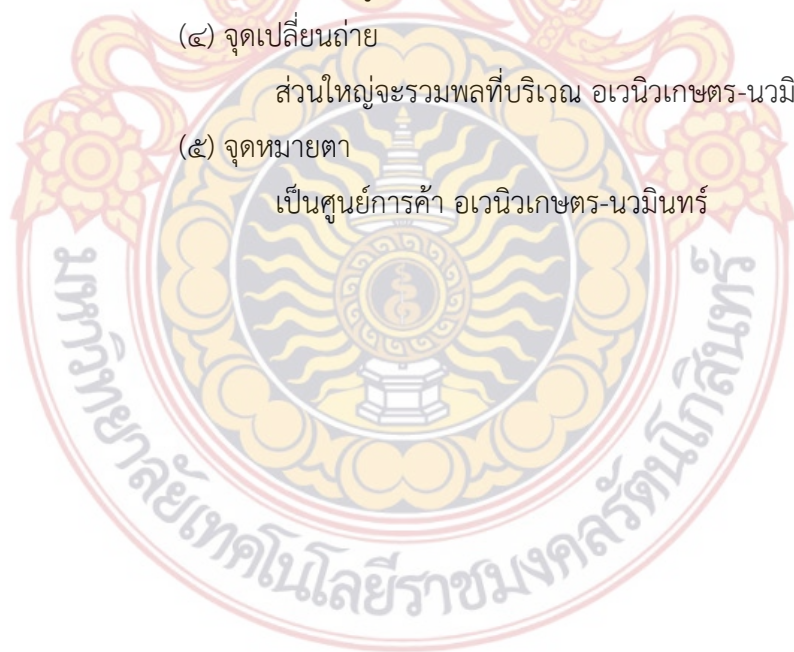 (๔) จุดเปลี่ยนถ่าย
ส่วนใหญ่จะรวมพลที่บริเวณ อเวนิวเกษตร-นวมิ
(๕) จุดหมายตา
เป็นศูนย์การค้า อเวนิวเกษตร-นวมินทร์
มหาวิทยาลัยเทคโนโลยีราชมงคลรัตนโกสินทร์